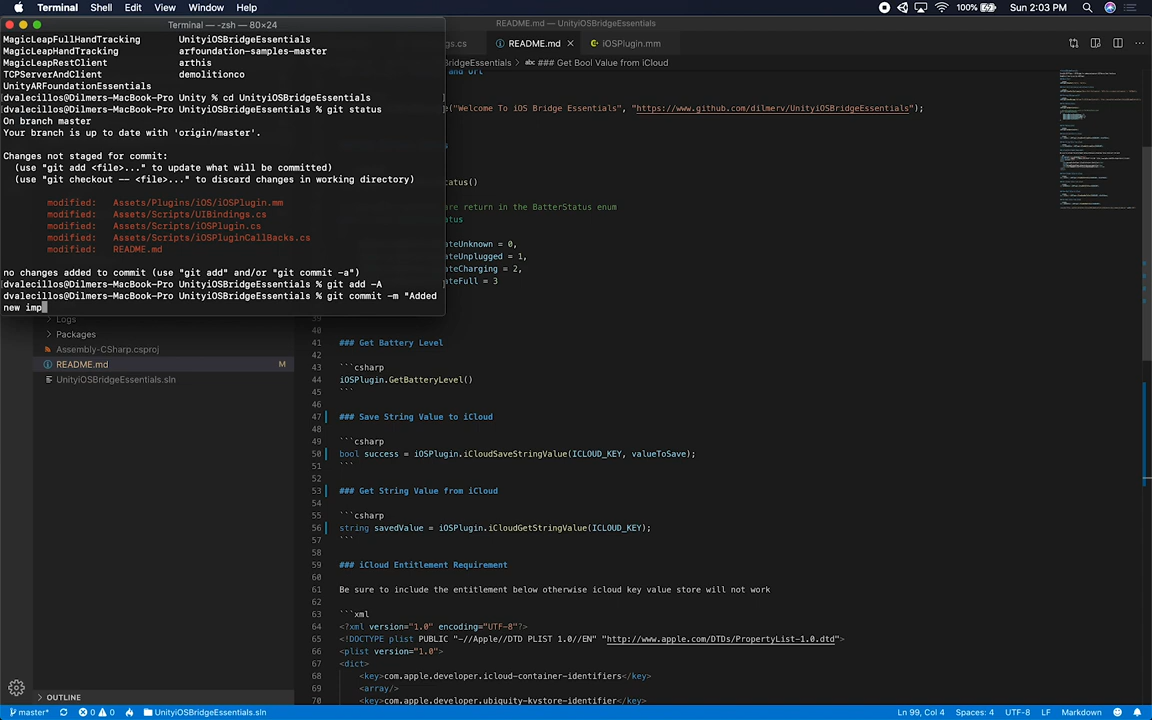 Terminal Shell Edit View Window Help 100% Sun 2:03 PM
Terminal — -zsh — 80×24
README.md — UnityiOSBridgeEssentials
MagicLeapFullHandTracking UnityiOSBridgeEssentials
MagicLeapHandTracking arfoundation-samples-master
MagicLeapRestClient arthis
TCPServerAndClient demolitionco
UnityARFoundationEssentials
[dvalecillos@Dilmers-MacBook-Pro Unity % cd UnityiOSBridgeEssentials
[dvalecillos@Dilmers-MacBook-Pro UnityiOSBridgeEssentials % git status
On branch master
Your branch is up to date with 'origin/master'.
Changes not staged for commit:
(use "git add <file>..." to update what will be committed)
(use "git checkout -- <file>..." to discard changes in working directory)
modified: Assets/Plugins/iOS/iOSPlugin.mm
modified: Assets/Scripts/UIBindings.cs
modified: Assets/Scripts/iOSPlugin.cs
modified: Assets/Scripts/iOSPluginCallBacks.cs
modified: README.md
no changes added to commit (use "git add" and/or "git commit -a")
[dvalecillos@Dilmers-MacBook-Pro UnityiOSBridgeEssentials % git add -A
dvalecillos@Dilmers-MacBook-Pro UnityiOSBridgeEssentials % git commit -m "Added
new imp
gs.cs README.md × iOSPlugin.mm
BridgeEssentials > README.md > ### Get Bool Value from iCloud
and Url
e("Welcome To iOS Bridge Essentials", "https://www.github.com/dilmerv/UnityiOSBridgeEssentials");
s
tatus()
are return in the BatterStatus enum
tatus
ateUnknown = 0,
ateUnplugged = 1,
ateCharging = 2,
ateFull = 3
Logs
Packages
Assembly-CSharp.csproj
README.md M
UnityiOSBridgeEssentials.sln
39
40
41 ### Get Battery Level
42
43 ```csharp
44 iOSPlugin.GetBatteryLevel()
45 ```
46
47 ### Save String Value to iCloud
48
49 ```csharp
50 bool success = iOSPlugin.iCloudSaveStringValue(ICLOUD_KEY, valueToSave);
51 ```
52
53 ### Get String Value from iCloud
54
55 ```csharp
56 string savedValue = iOSPlugin.iCloudGetStringValue(ICLOUD_KEY);
57 ```
58
59 ### iCloud Entitlement Requirement
60
61 Be sure to include the entitlement below otherwise icloud key value store will not work
62
63 ```xml
64 <?xml version="1.0" encoding="UTF-8"?>
65 <!DOCTYPE plist PUBLIC "-//Apple//DTD PLIST 1.0//EN" "http://www.apple.com/DTDs/PropertyList-1.0.dtd">
66 <plist version="1.0">
67 <dict>
68 <key>com.apple.developer.icloud-container-identifiers</key>
69 <array/>
70 <key>com.apple.developer.ubiquity-kvstore-identifier</key>
OUTLINE
master* 0 0 UnityiOSBridgeEssentials.sln Ln 99, Col 4 Spaces: 4 UTF-8 LF Markdown